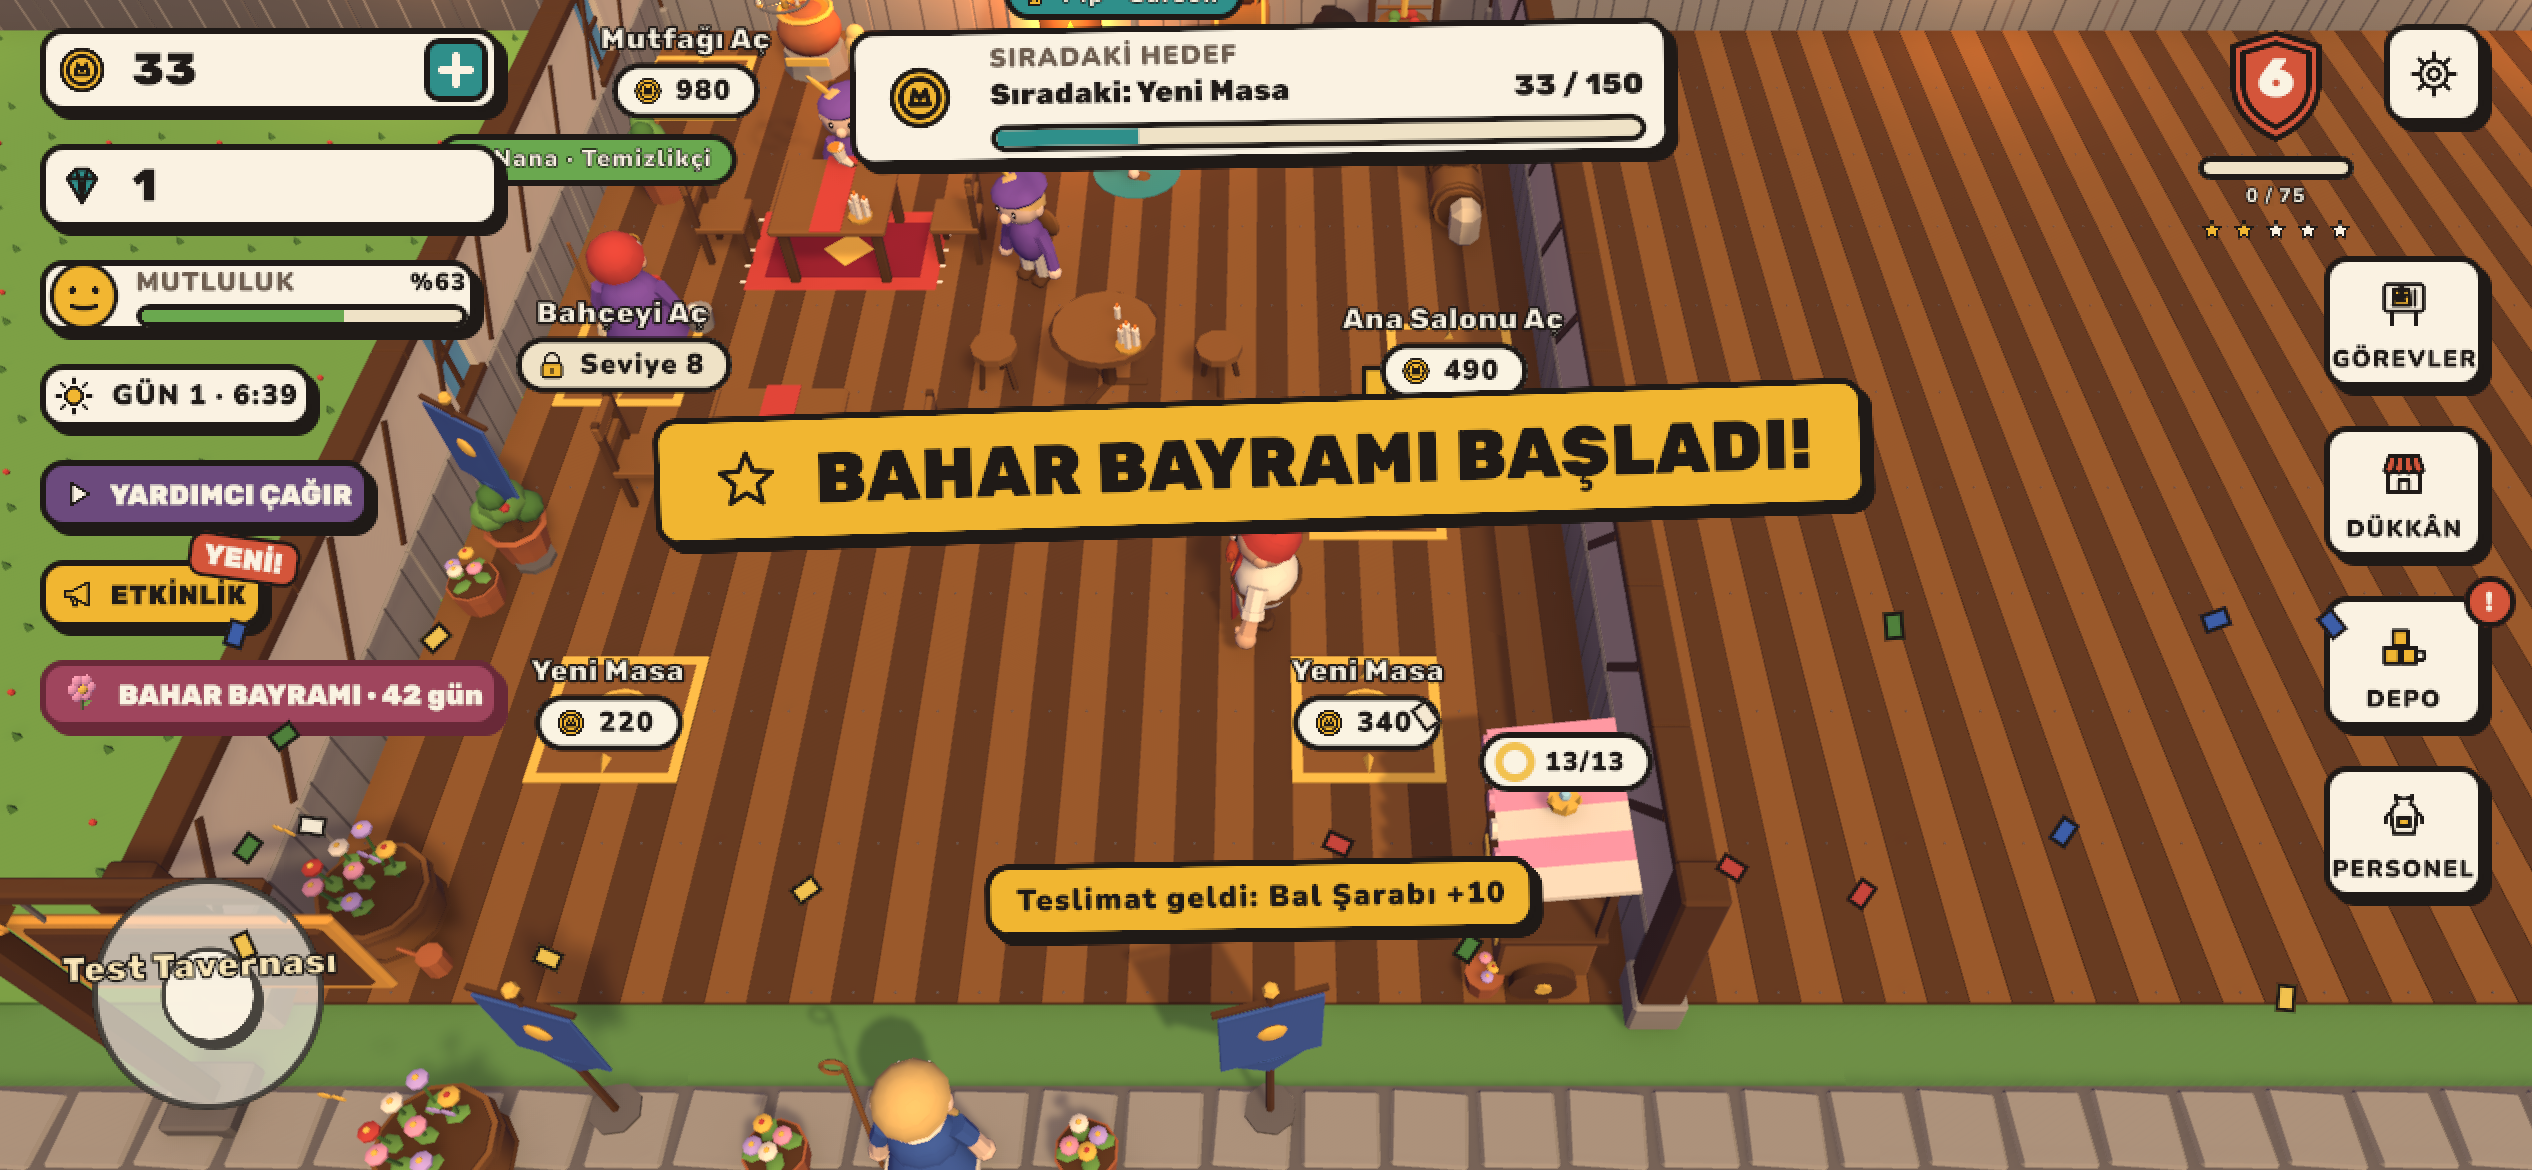 33
1
MUTLULUK %63
GÜN 1 · 6:39
YARDIMCI ÇAĞIR
YENİ!
ETKİNLİK
BAHAR BAYRAMI · 42 gün
Mutfağı Aç
980
Nana · Temizlikçi
SIRADAKİ HEDEF
Sıradaki: Yeni Masa 33 / 150
6
0 / 75
Bahçeyi Aç
Seviye 8
Ana Salonu Aç
490
BAHAR BAYRAMI BAŞLADI!
GÖREVLER
DÜKKÂN
!
DEPO
PERSONEL
Yeni Masa
220
Yeni Masa
340
13/13
Teslimat geldi: Bal Şarabı +10
Test Tavernası